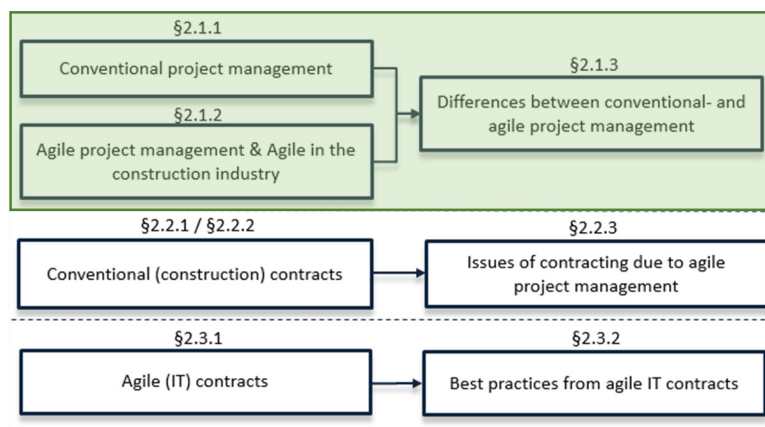 §2.1.1
Conventional project management
§2.1.2
Agile project management & Agile in the
construction industry
§2.1.3
Differences between conventional- and
agile project management
§2.2.1 / §2.2.2
Conventional (construction) contracts
§2.2.3
Issues of contracting due to agile
project management
§2.3.1
Agile (IT) contracts
§2.3.2
Best practices from agile IT contracts